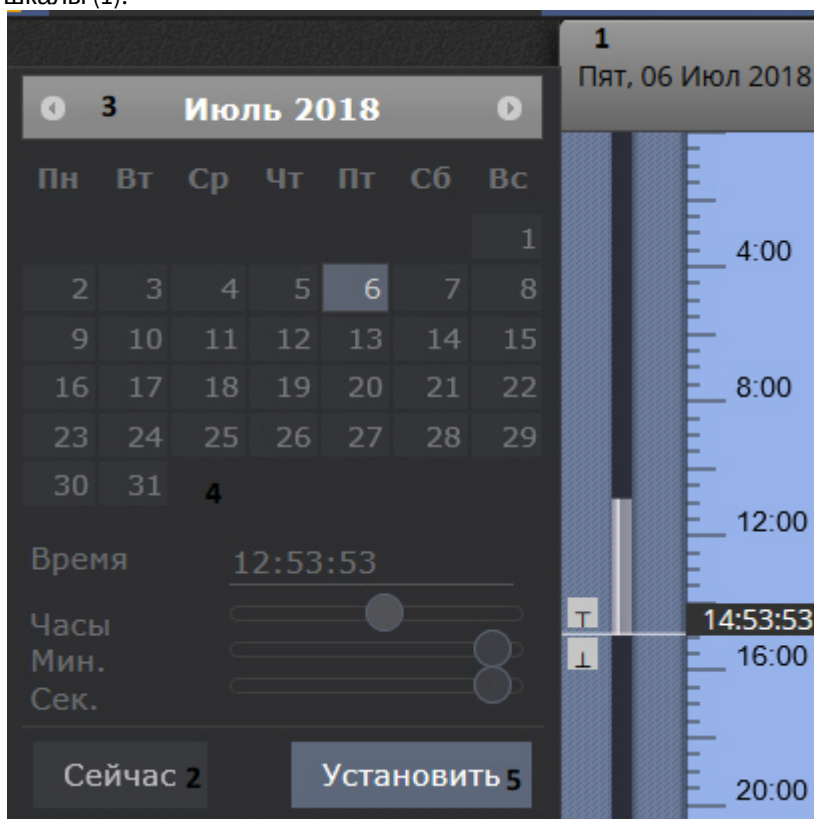 шкалы (1).
1
Пят, 06 Июл 2018
3 Июль 2018
Пн Вт Ср Чт Пт Сб Вс
1
2 3 4 5 6 7 8
9 10 11 12 13 14 15
16 17 18 19 20 21 22
23 24 25 26 27 28 29
30 31 4
Время 12:53:53
Часы
Мин.
Сек.
Сейчас 2 Установить 5
4:00
8:00
12:00
14:53:53
16:00
20:00